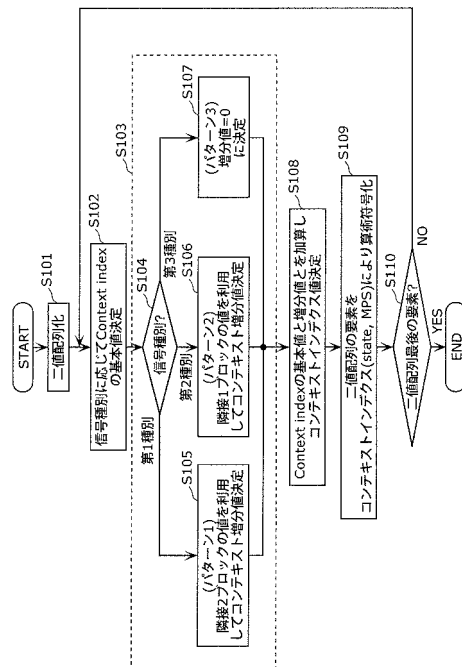 START
S101
二値配列化
S102
信号種別に応じてContext index
の基本値決定
S103
S104
信号種別?
第1種別
第2種別
第3種別
S105
(パターン1)
隣接2ブロックの値を利用
してコンテキスト増分値決定
S106
(パターン2)
隣接1ブロックの値を利用
してコンテキスト増分値決定
S107
(パターン3)
増分値=0
に決定
S108
Context indexの基本値と増分値とを加算し
コンテキストインデクス値決定
S109
二値配列の要素を
コンテキストインデクス(state, MPS)により算術符号化
S110
二値配列最後の要素?
NO
YES
END